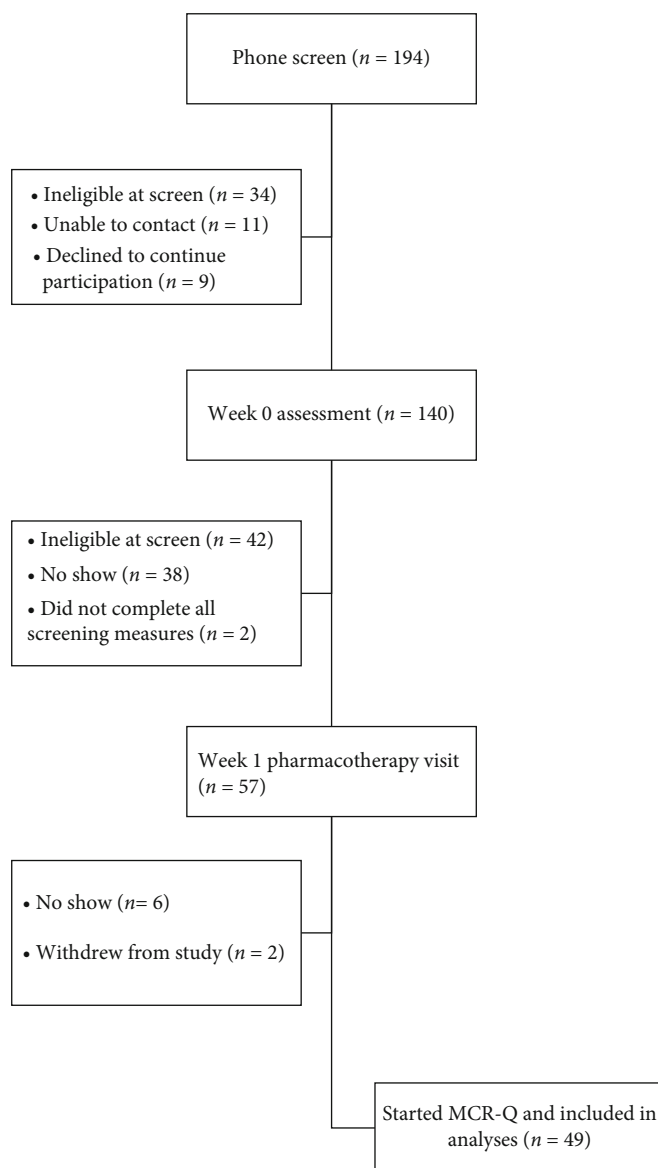 Phone screen (n = 194)
• Ineligible at screen (n = 34)
• Unable to contact (n = 11)
• Declined to continue
participation (n = 9)
Week 0 assessment (n = 140)
• Ineligible at screen (n = 42)
• No show (n = 38)
• Did not complete all
screening measures (n = 2)
Week 1 pharmacotherapy visit
(n = 57)
• No show (n= 6)
• Withdrew from study (n = 2)
Started MCR-Q and included in
analyses (n = 49)